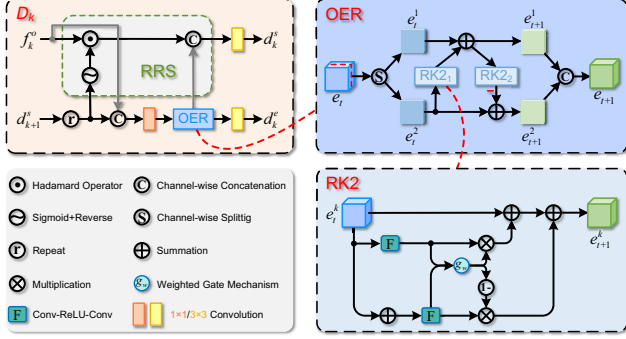 D_k
f_k^o
d_k^s
RRS
d_{k+1}^s
r
C
C
OER
d_k^e
OER
e_t
S
e_t^1
e_{t+1}^1
RK2_1
RK2_2
C
e_t^2
e_{t+1}^2
e_{t+1}
Hadamard Operator
C Channel-wise Concatenation
Sigmoid+Reverse
S Channel-wise Splittig
r Repeat
Summation
Multiplication
g_w Weighted Gate Mechanism
F Conv-ReLU-Conv
1×1/3×3 Convolution
RK2
e_t^k
F
g_w
1-
F
e_{t+1}^k